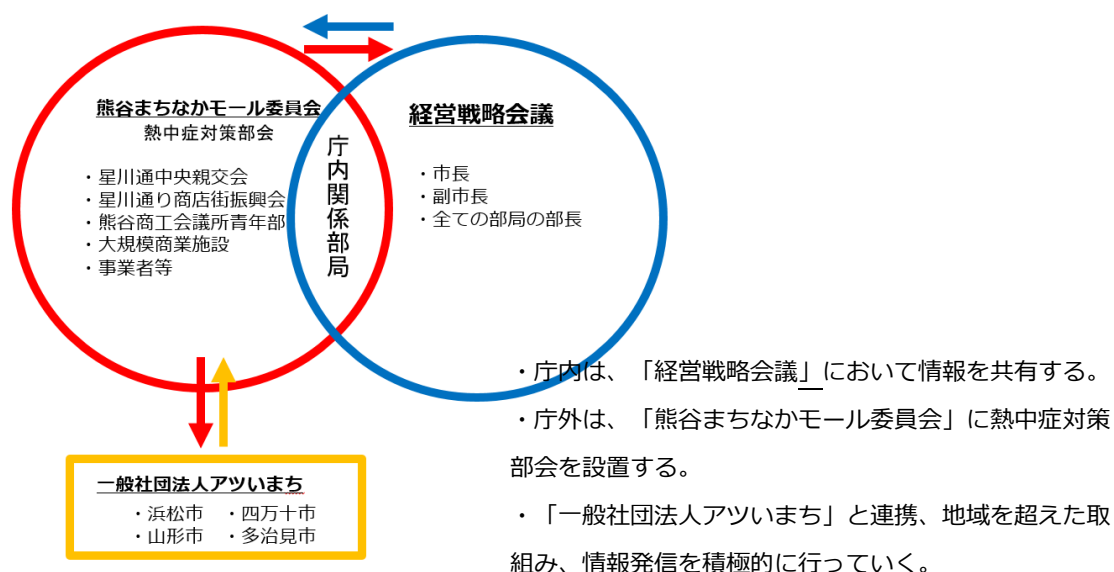 熊谷まちなかモール委員会
熱中症対策部会
・星川通中央親交会
・星川通り商店街振興会
・熊谷商工会議所青年部
・大規模商業施設
・事業者等
庁内関係部局
経営戦略会議
・市長
・副市長
・全ての部局の部長
一般社団法人アツいまち
・浜松市 ・四万十市
・山形市 ・多治見市
・庁内は、「経営戦略会議」において情報を共有する。
・庁外は、「熊谷まちなかモール委員会」に熱中症対策
部会を設置する。
・「一般社団法人アツいまち」と連携、地域を超えた取
組み、情報発信を積極的に行っていく。